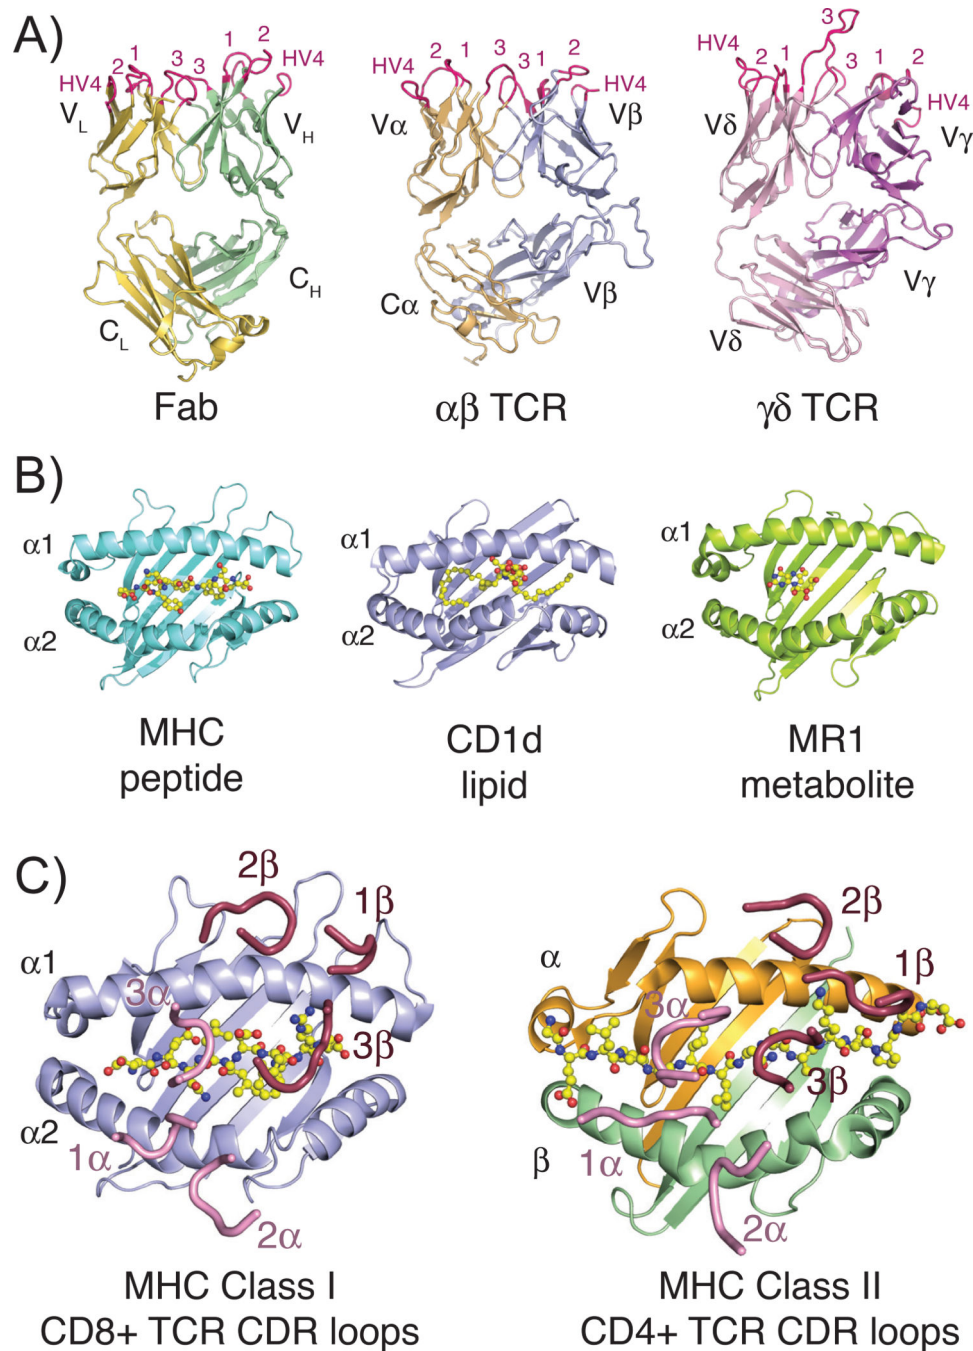 A)
HV4 2 1 3 3 1 2 HV4
VL VH
CL CH
Fab
HV4 2 1 3 3 1 2 HV4
Vα Vβ
Cα Vβ
αβ TCR
HV4 2 1 3 3 1 2 HV4
Vδ Vγ
Vδ Vγ
γδ TCR
B)
α1
α2
MHC
peptide
α1
α2
CD1d
lipid
α1
α2
MR1
metabolite
C)
2β
1β
α1
3α
3β
α2
1α
2α
MHC Class I
CD8+ TCR CDR loops
2β
α
1β
3α
3β
β
1α
2α
MHC Class II
CD4+ TCR CDR loops